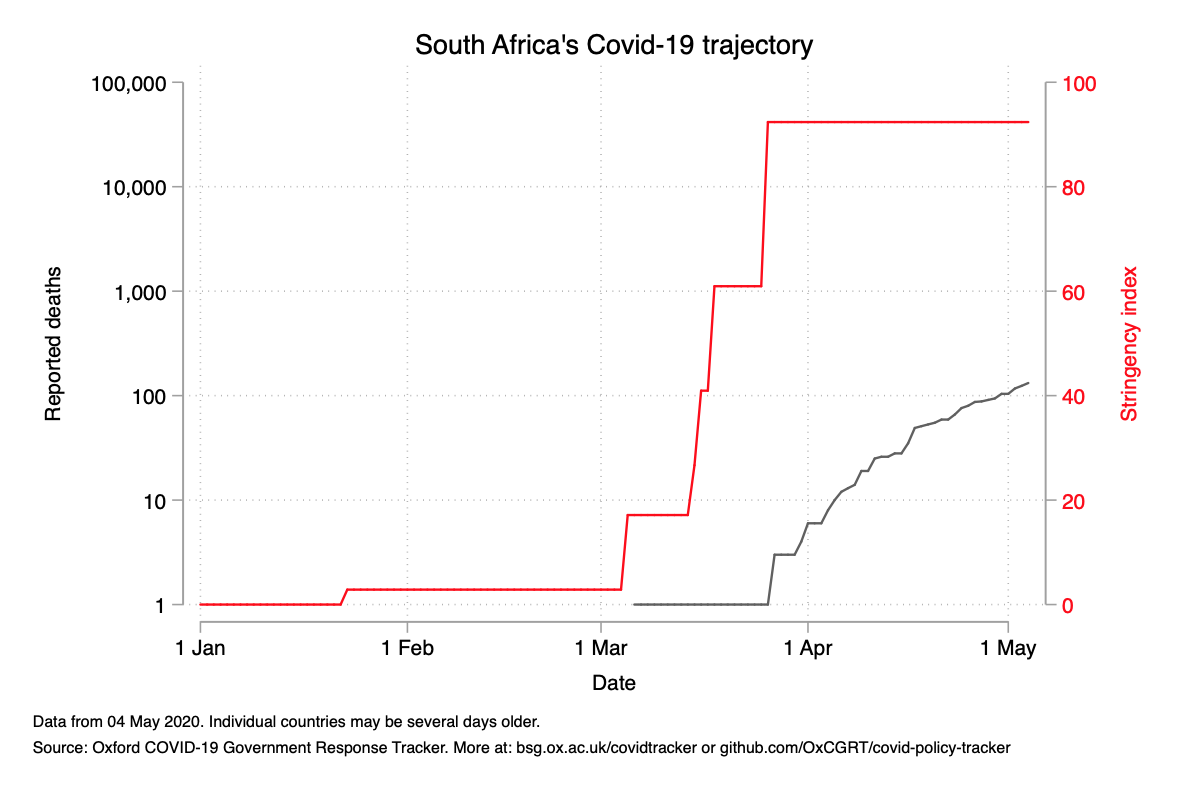 South Africa's Covid-19 trajectory
100,000
10,000
1,000
100
10
1
Reported deaths
100
80
60
40
20
0
Stringency index
1 Jan 1 Feb 1 Mar 1 Apr 1 May
Date
Data from 04 May 2020. Individual countries may be several days older.
Source: Oxford COVID-19 Government Response Tracker. More at: bsg.ox.ac.uk/covidtracker or github.com/OxCGRT/covid-policy-tracker